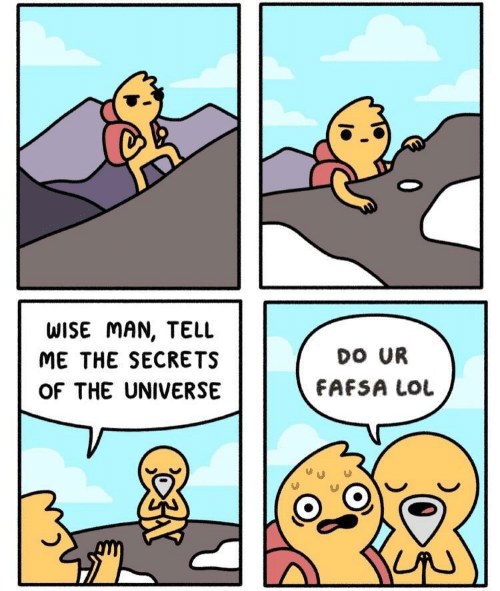 WISE MAN, TELL
ME THE SECRETS
OF THE UNIVERSE
DO UR
FAFSA LOL